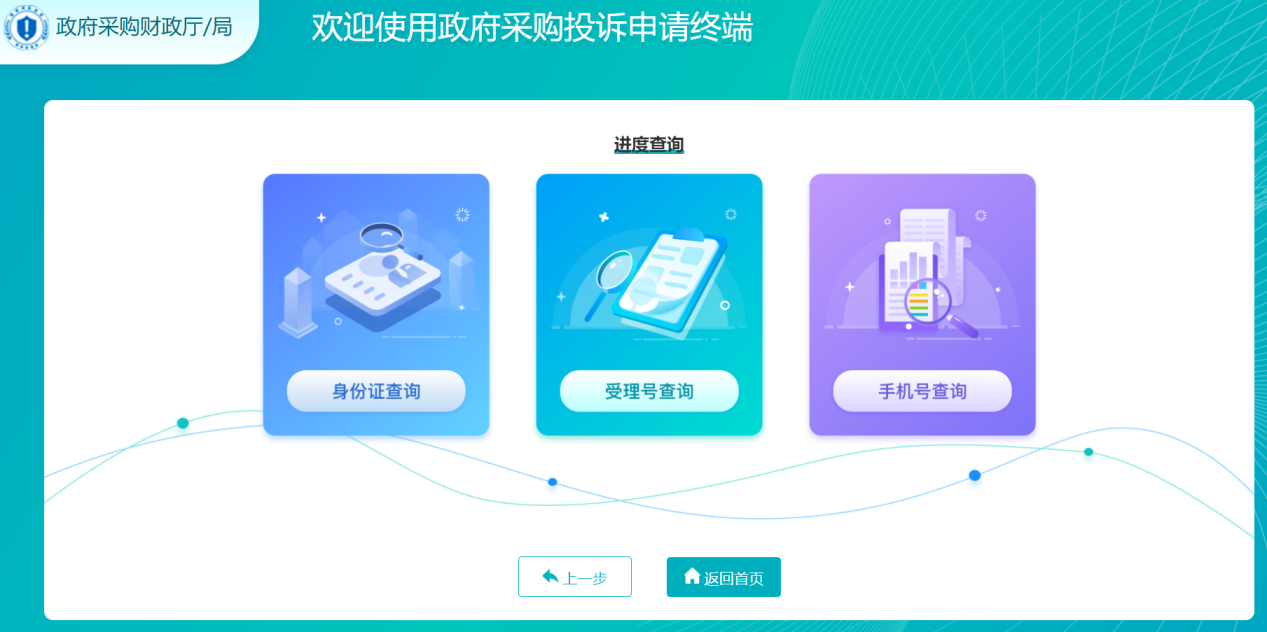 政府采购财政厅/局
欢迎使用政府采购投诉申请终端
进度查询
身份证查询
受理号查询
手机号查询
上一步
返回首页